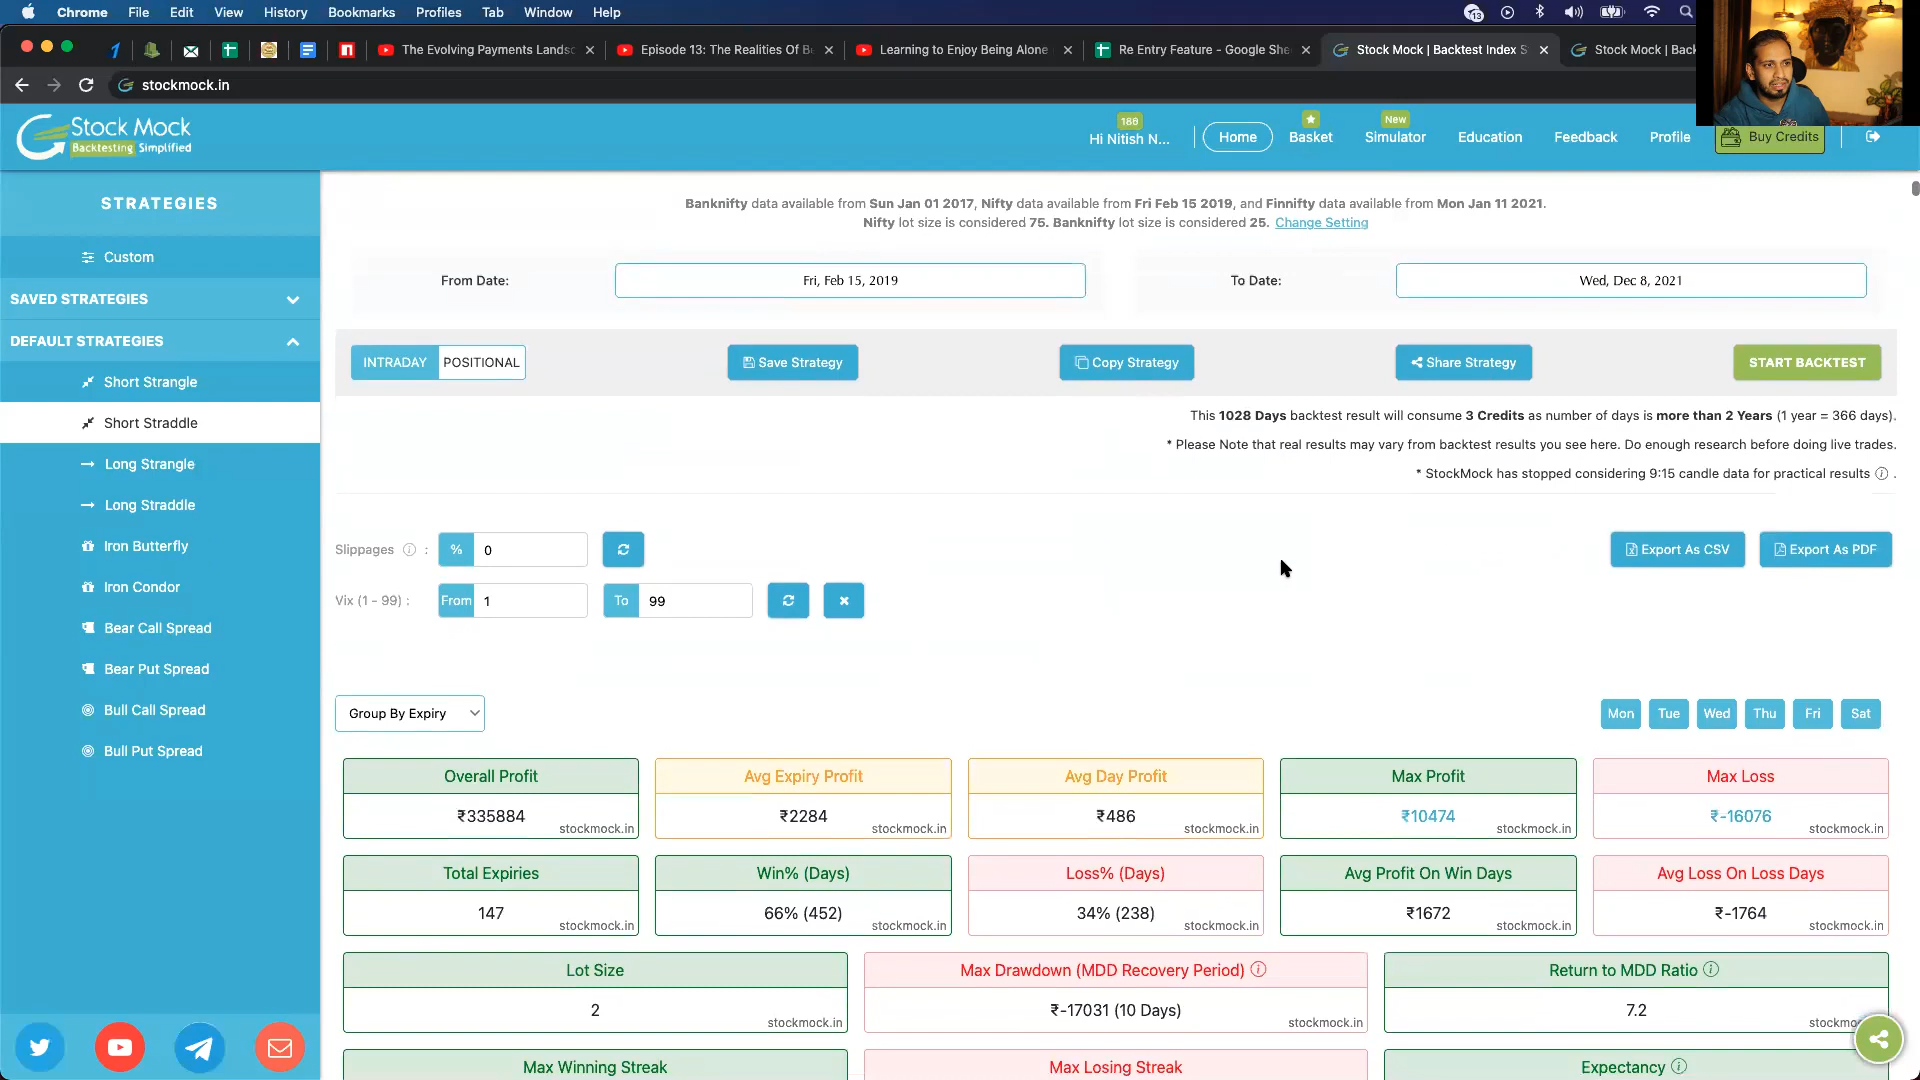 Chrome File Edit View History Bookmarks Profiles Tab Window Help
13
The Evolving Payments Landsc
Episode 13: The Realities Of B
Learning to Enjoy Being Alone
Re Entry Feature - Google She
Stock Mock | Backtest Index S
Stock Mock | Back
stockmock.in
Stock Mock
Backtesting Simplified
186
Hi Nitish N...
Home
Basket
New
Simulator
Education
Feedback
Profile
Buy Credits
STRATEGIES
Custom
SAVED STRATEGIES
DEFAULT STRATEGIES
Short Strangle
Short Straddle
Long Strangle
Long Straddle
Iron Butterfly
Iron Condor
Bear Call Spread
Bear Put Spread
Bull Call Spread
Bull Put Spread
Banknifty data available from Sun Jan 01 2017, Nifty data available from Fri Feb 15 2019, and Finnifty data available from Mon Jan 11 2021.
Nifty lot size is considered 75. Banknifty lot size is considered 25. Change Setting
From Date: Fri, Feb 15, 2019
To Date: Wed, Dec 8, 2021
INTRADAY POSITIONAL
Save Strategy
Copy Strategy
Share Strategy
START BACKTEST
This 1028 Days backtest result will consume 3 Credits as number of days is more than 2 Years (1 year = 366 days).
* Please Note that real results may vary from backtest results you see here. Do enough research before doing live trades.
* StockMock has stopped considering 9:15 candle data for practical results .
Slippages : % 0
Export As CSV
Export As PDF
Vix (1 - 99) : From 1 To 99
Group By Expiry
Mon Tue Wed Thu Fri Sat
Overall Profit
₹335884
stockmock.in
Avg Expiry Profit
₹2284
stockmock.in
Avg Day Profit
₹486
stockmock.in
Max Profit
₹10474
stockmock.in
Max Loss
₹-16076
stockmock.in
Total Expiries
147
stockmock.in
Win% (Days)
66% (452)
stockmock.in
Loss% (Days)
34% (238)
stockmock.in
Avg Profit On Win Days
₹1672
stockmock.in
Avg Loss On Loss Days
₹-1764
stockmock.in
Lot Size
2
stockmock.in
Max Drawdown (MDD Recovery Period)
₹-17031 (10 Days)
stockmock.in
Return to MDD Ratio
7.2
stockmo
Max Winning Streak
Max Losing Streak
Expectancy